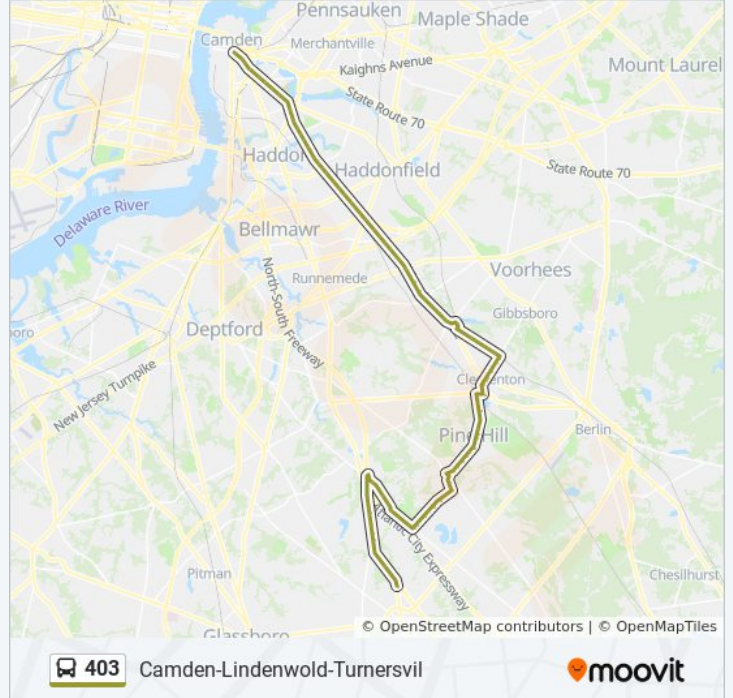 Pennsauken
Maple Shade
Camden
Merchantville
Kaighns Avenue
Mount Laurel
State Route 70
Haddon
Haddonfield
State Route 70
Delaware River
Bellmawr
Voorhees
Runnemede
North-South Freeway
Gibbsboro
Deptford
New Jersey Turnpike
Pine Hill
Berlin
Atlantic City Expressway
Pitman
Chesilhurst
Glassboro
© OpenStreetMap contributors | © OpenMapTiles
403 Camden-Lindenwold-Turnersvil
moovit